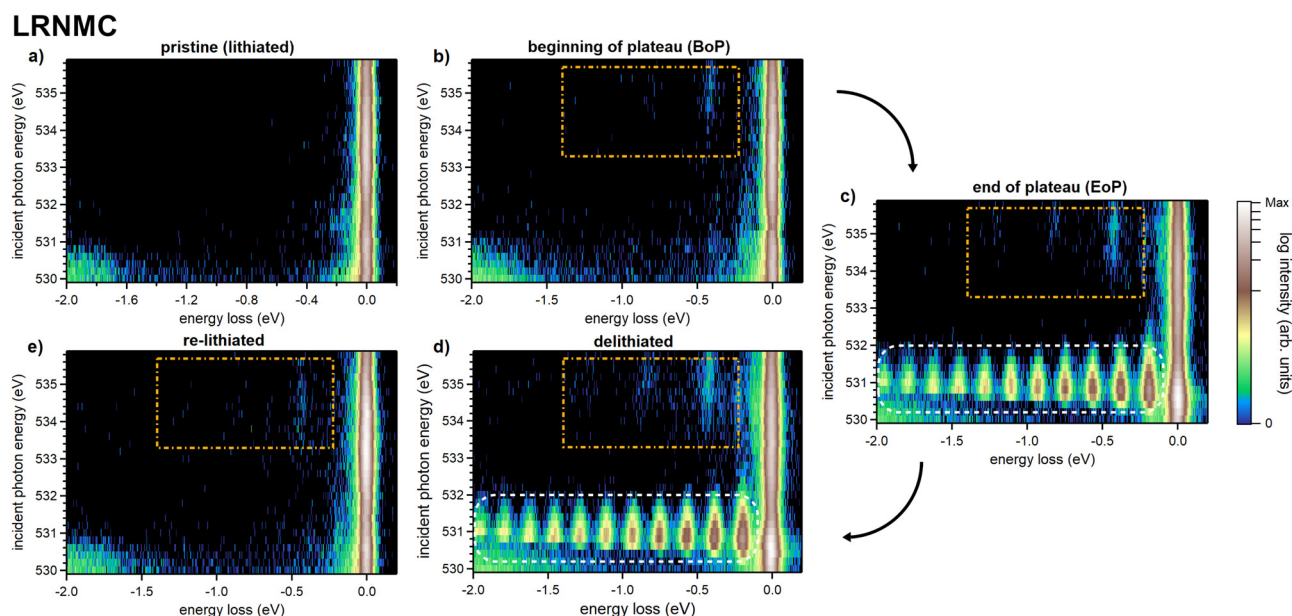 LRNMC
a)
pristine (lithiated)
incident photon energy (eV)
535
534
533
532
531
530
-2.0 -1.6 -1.2 -0.8 -0.4 0.0
energy loss (eV)
b)
beginning of plateau (BoP)
incident photon energy (eV)
535
534
533
532
531
530
-2.0 -1.5 -1.0 -0.5 0.0
energy loss (eV)
c)
end of plateau (EoP)
incident photon energy (eV)
535
534
533
532
531
530
-2.0 -1.5 -1.0 -0.5 0.0
energy loss (eV)
Max
0
log intensity (arb. units)
e)
re-lithiated
incident photon energy (eV)
535
534
533
532
531
530
-2.0 -1.5 -1.0 -0.5 0.0
energy loss (eV)
d)
delithiated
incident photon energy (eV)
535
534
533
532
531
530
-2.0 -1.5 -1.0 -0.5 0.0
energy loss (eV)